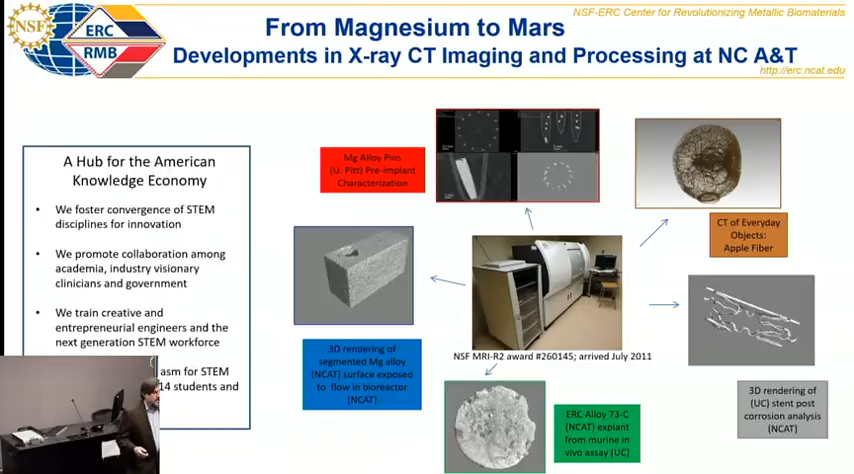 NSF
ERC
RMB
NSF-ERC Center for Revolutionizing Metallic Biomaterials
From Magnesium to Mars
Developments in X-ray CT Imaging and Processing at NC A&T
http://erc.ncat.edu
A Hub for the American
Knowledge Economy
• We foster convergence of STEM
disciplines for innovation
• We promote collaboration among
academia, industry visionary
clinicians and government
• We train creative and
entrepreneurial engineers and the
next generation STEM workforce
for STEM
14 students and
Mg Alloy Pins
(U. Pitt) Pre-implant
Characterization
CT of Everyday
Objects:
Apple Fiber
NSF MRI-R2 award #260145; arrived July 2011
3D rendering of
segmented Mg alloy
(NCAT) surface exposed
to flow in bioreactor
(NCAT)
ERC Alloy 73-C
(NCAT) explant
from murine in
vivo assay (UC)
3D rendering of
(UC) stent post
corrosion analysis
(NCAT)